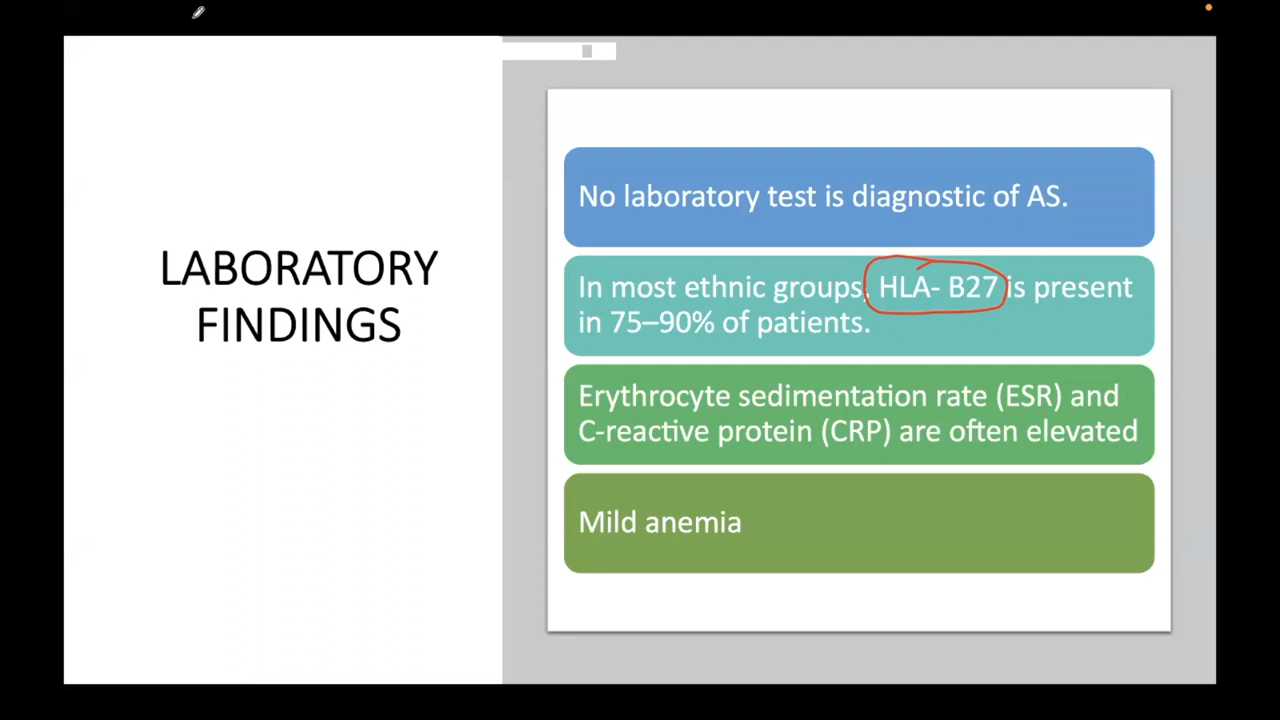 LABORATORY
FINDINGS
No laboratory test is diagnostic of AS.
In most ethnic groups, HLA- B27 is present
in 75–90% of patients.
Erythrocyte sedimentation rate (ESR) and
C-reactive protein (CRP) are often elevated
Mild anemia